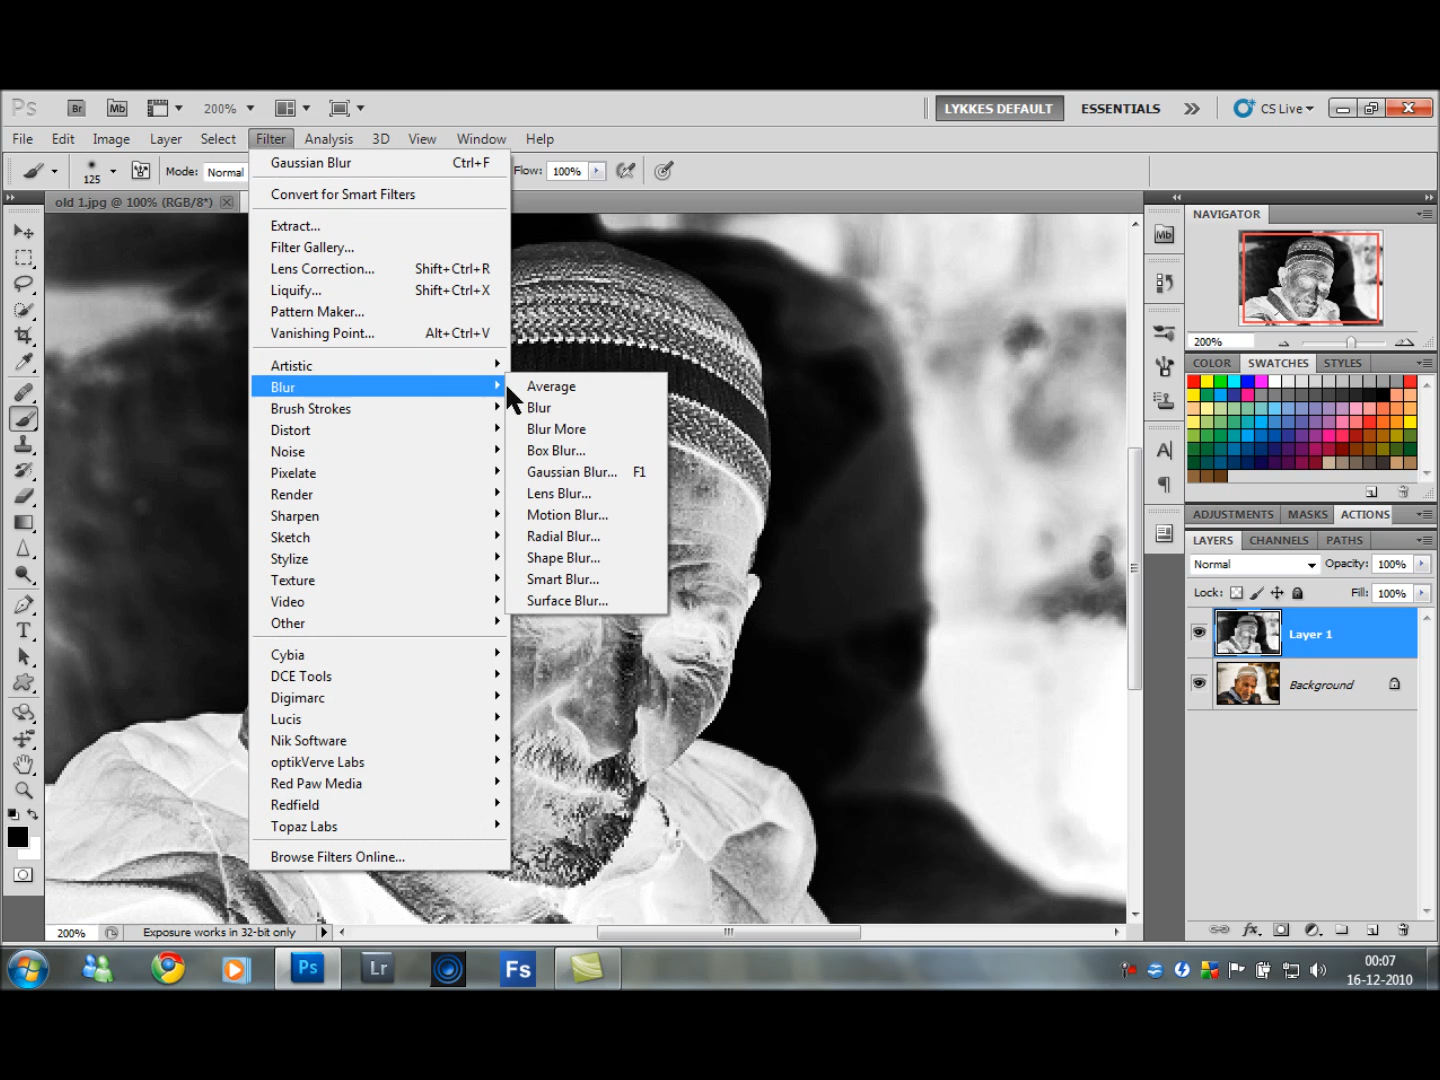 Ps Br Mb 200% LYKKES DEFAULT ESSENTIALS CS Live
File Edit Image Layer Select Filter Analysis 3D View Window Help
125 Mode: Normal Flow: 100%
old 1.jpg @ 100% (RGB/8*)
Gaussian Blur Ctrl+F
Convert for Smart Filters
Extract...
Filter Gallery...
Lens Correction... Shift+Ctrl+R
Liquify... Shift+Ctrl+X
Pattern Maker...
Vanishing Point... Alt+Ctrl+V
Artistic
Blur
Brush Strokes
Distort
Noise
Pixelate
Render
Sharpen
Sketch
Stylize
Texture
Video
Other
Cybia
DCE Tools
Digimarc
Lucis
Nik Software
optikVerve Labs
Red Paw Media
Redfield
Topaz Labs
Browse Filters Online...
Average
Blur
Blur More
Box Blur...
Gaussian Blur... F1
Lens Blur...
Motion Blur...
Radial Blur...
Shape Blur...
Smart Blur...
Surface Blur...
Mb
NAVIGATOR
200%
COLOR SWATCHES STYLES
ADJUSTMENTS MASKS ACTIONS
LAYERS CHANNELS PATHS
Normal Opacity: 100%
Lock: Fill: 100%
Layer 1
Background
200% Exposure works in 32-bit only
Ps Lr Fs
00:07
16-12-2010